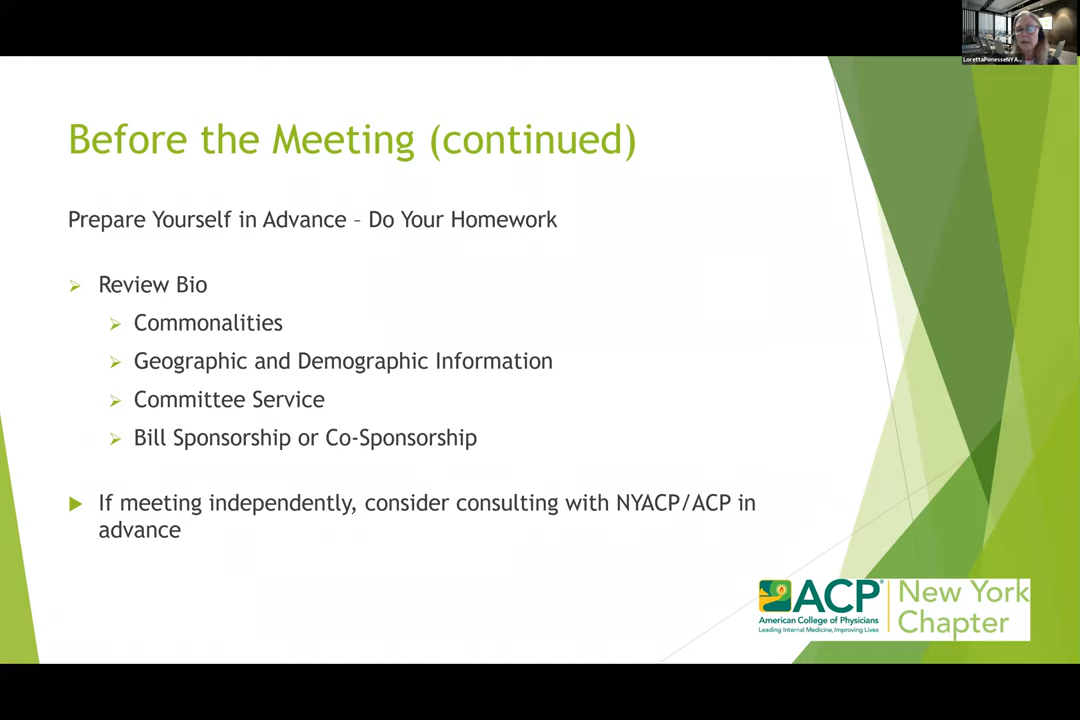 LorettaPonesseNYA...
Before the Meeting (continued)
Prepare Yourself in Advance – Do Your Homework
Review Bio
Commonalities
Geographic and Demographic Information
Committee Service
Bill Sponsorship or Co-Sponsorship
If meeting independently, consider consulting with NYACP/ACP in
advance
ACP®
American College of Physicians
Leading Internal Medicine, Improving Lives
New York
Chapter